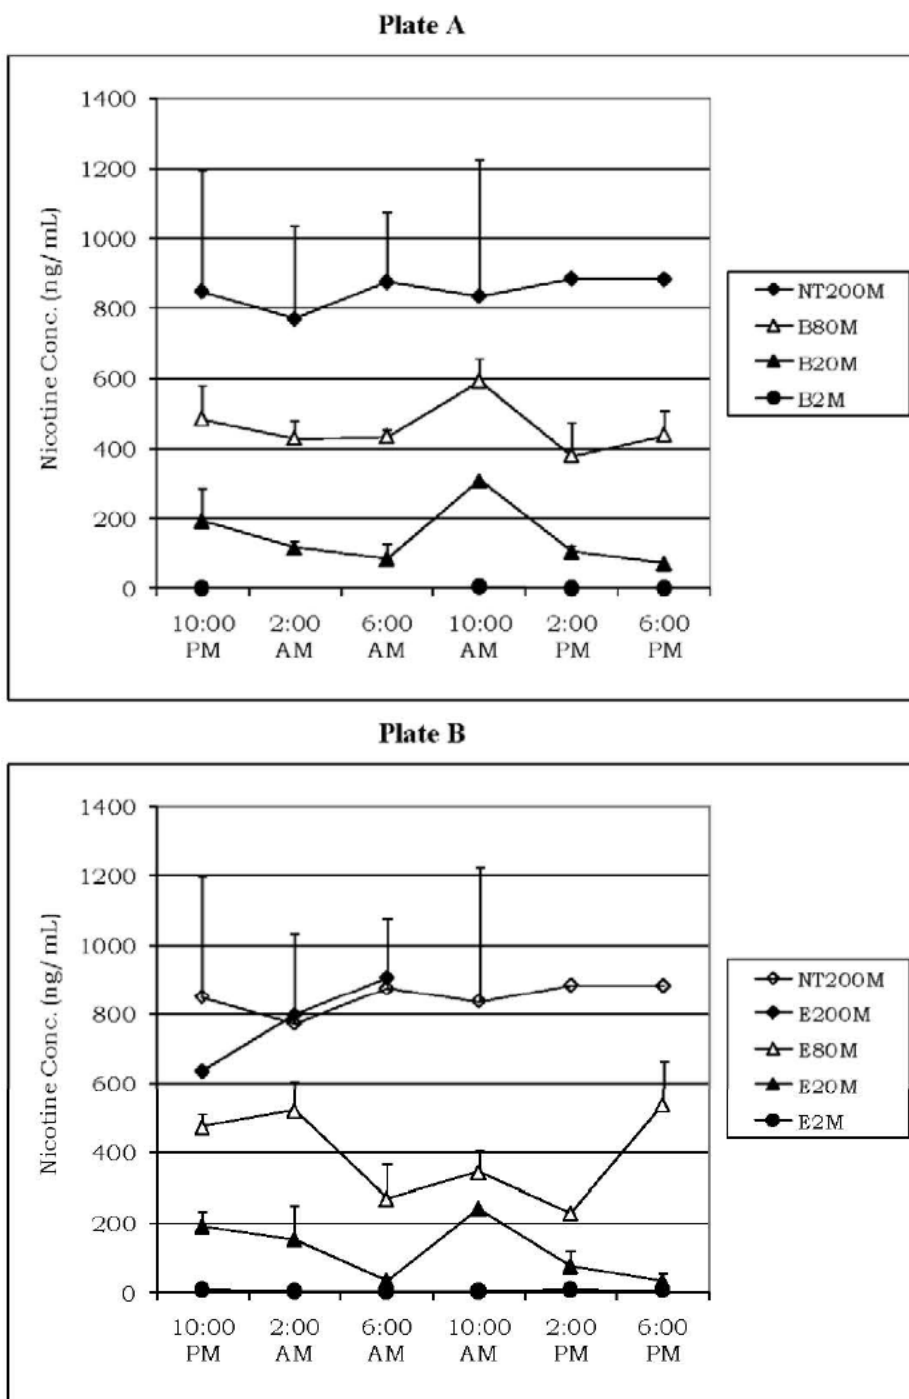 Plate A
1400
1200
1000
800
600
400
200
0
Nicotine Conc. (ng/mL)
10:00 PM
2:00 AM
6:00 AM
10:00 AM
2:00 PM
6:00 PM
NT200M
B80M
B20M
B2M
Plate B
1400
1200
1000
800
600
400
200
0
Nicotine Conc. (ng/mL)
10:00 PM
2:00 AM
6:00 AM
10:00 AM
2:00 PM
6:00 PM
NT200M
E200M
E80M
E20M
E2M